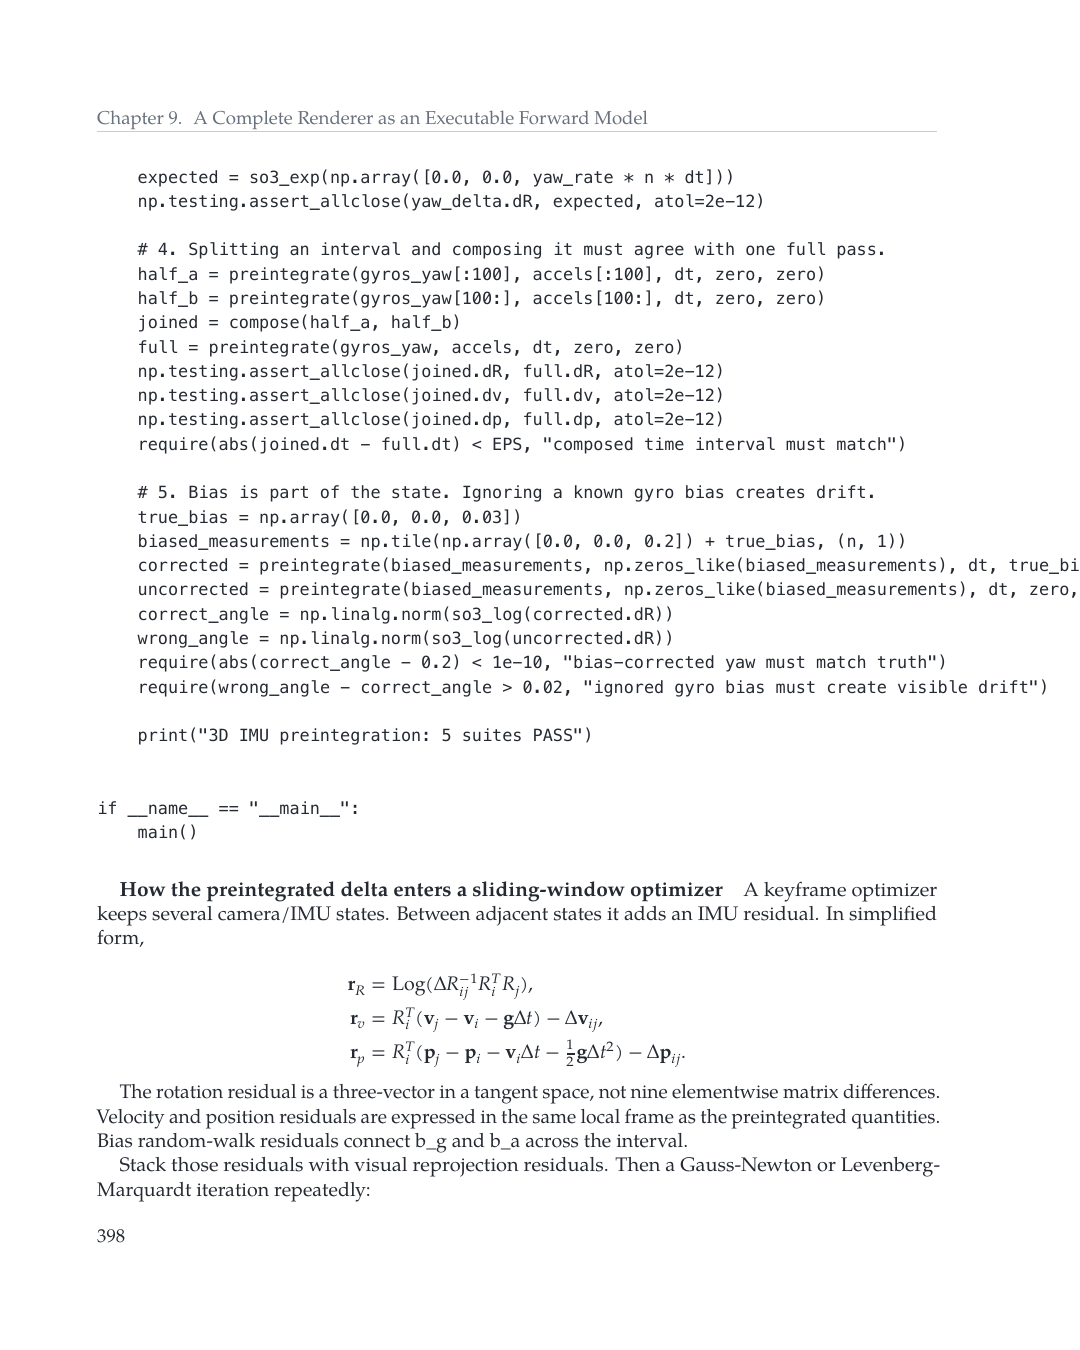 Chapter 9. A Complete Renderer as an Executable Forward Model
expected = so3_exp(np.array([0.0, 0.0, yaw_rate * n * dt]))
np.testing.assert_allclose(yaw_delta.dR, expected, atol=2e-12)
# 4. Splitting an interval and composing it must agree with one full pass.
half_a = preintegrate(gyros_yaw[:100], accels[:100], dt, zero, zero)
half_b = preintegrate(gyros_yaw[100:], accels[100:], dt, zero, zero)
joined = compose(half_a, half_b)
full = preintegrate(gyros_yaw, accels, dt, zero, zero)
np.testing.assert_allclose(joined.dR, full.dR, atol=2e-12)
np.testing.assert_allclose(joined.dv, full.dv, atol=2e-12)
np.testing.assert_allclose(joined.dp, full.dp, atol=2e-12)
require(abs(joined.dt - full.dt) < EPS, "composed time interval must match")
# 5. Bias is part of the state. Ignoring a known gyro bias creates drift.
true_bias = np.array([0.0, 0.0, 0.03])
biased_measurements = np.tile(np.array([0.0, 0.0, 0.2]) + true_bias, (n, 1))
corrected = preintegrate(biased_measurements, np.zeros_like(biased_measurements), dt, true_bi
uncorrected = preintegrate(biased_measurements, np.zeros_like(biased_measurements), dt, zero,
correct_angle = np.linalg.norm(so3_log(corrected.dR))
wrong_angle = np.linalg.norm(so3_log(uncorrected.dR))
require(abs(correct_angle - 0.2) < 1e-10, "bias-corrected yaw must match truth")
require(wrong_angle - correct_angle > 0.02, "ignored gyro bias must create visible drift")
print("3D IMU preintegration: 5 suites PASS")
if __name__ == "__main__":
main()
How the preintegrated delta enters a sliding-window optimizer A keyframe optimizer
keeps several camera/IMU states. Between adjacent states it adds an IMU residual. In simplified
form,
r_R = Log(ΔR_{ij}^{-1} R_i^T R_j),
r_v = R_i^T(v_j − v_i − gΔt) − Δv_{ij},
r_p = R_i^T(p_j − p_i − v_iΔt − ½gΔt²) − Δp_{ij}.
The rotation residual is a three-vector in a tangent space, not nine elementwise matrix differences.
Velocity and position residuals are expressed in the same local frame as the preintegrated quantities.
Bias random-walk residuals connect b_g and b_a across the interval.
Stack those residuals with visual reprojection residuals. Then a Gauss-Newton or Levenberg-
Marquardt iteration repeatedly:
398